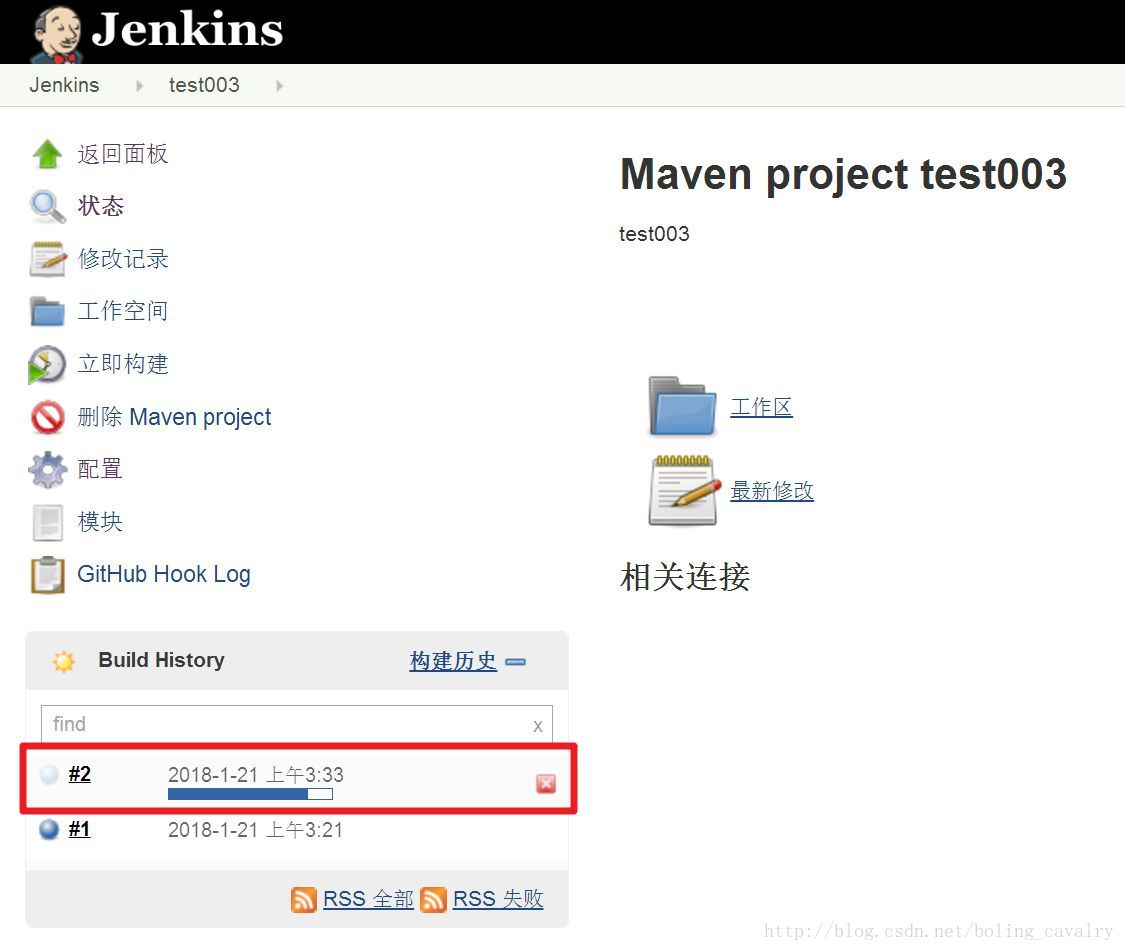 Jenkins
Jenkins test003
返回面板
状态
修改记录
工作空间
立即构建
删除 Maven project
配置
模块
GitHub Hook Log
Build History 构建历史
find x
#2 2018-1-21 上午3:33
#1 2018-1-21 上午3:21
RSS 全部 RSS 失败
Maven project test003
test003
工作区
最新修改
相关连接
http://blog.csdn.net/boling_cavalry